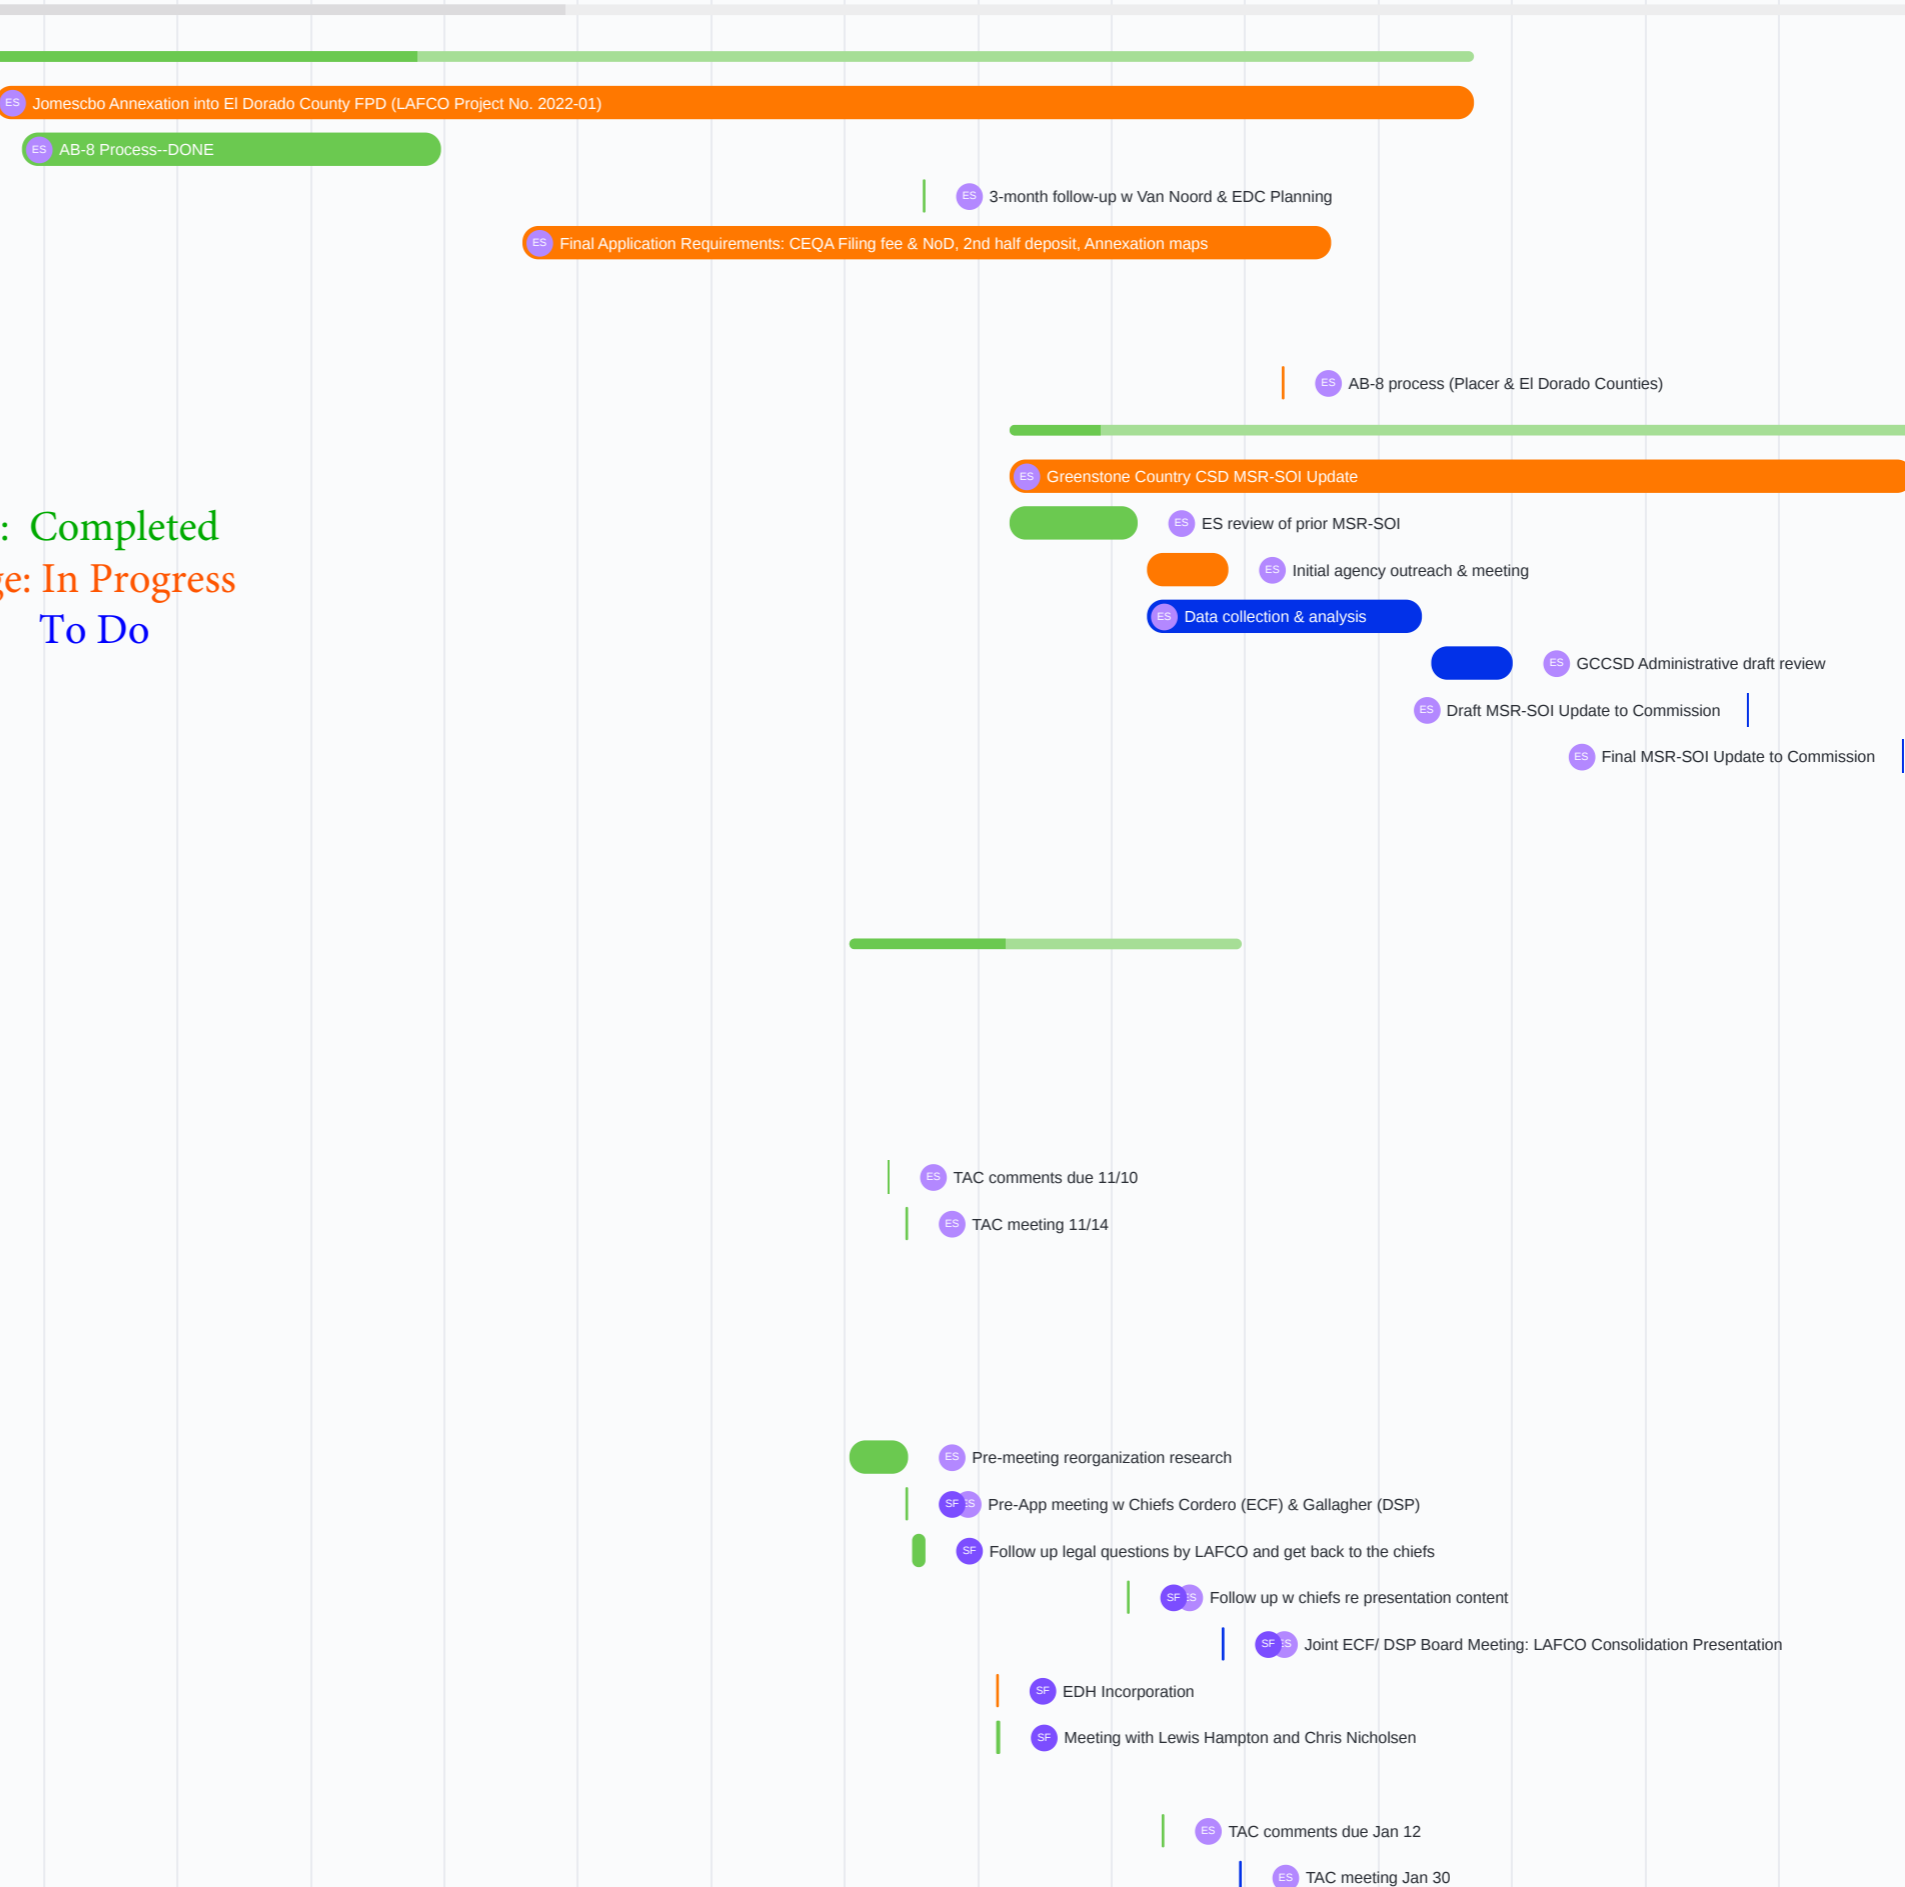 ES Jomescbo Annexation into El Dorado County FPD (LAFCO Project No. 2022-01)
ES AB-8 Process--DONE
ES 3-month follow-up w Van Noord & EDC Planning
ES Final Application Requirements: CEQA Filing fee & NoD, 2nd half deposit, Annexation maps
ES AB-8 process (Placer & El Dorado Counties)
ES Greenstone Country CSD MSR-SOI Update
: Completed
ES review of prior MSR-SOI
ES
ge: In Progress
ES Initial agency outreach & meeting
To Do
ES Data collection & analysis
ES GCCSD Administrative draft review
ES Draft MSR-SOI Update to Commission
ES Final MSR-SOI Update to Commission
ES TAC comments due 11/10
ES TAC meeting 11/14
ES Pre-meeting reorganization research
SF ES Pre-App meeting w Chiefs Cordero (ECF) & Gallagher (DSP)
SF Follow up legal questions by LAFCO and get back to the chiefs
SF ES Follow up w chiefs re presentation content
SF ES Joint ECF/ DSP Board Meeting: LAFCO Consolidation Presentation
SF EDH Incorporation
SF Meeting with Lewis Hampton and Chris Nicholsen
ES TAC comments due Jan 12
ES TAC meeting Jan 30